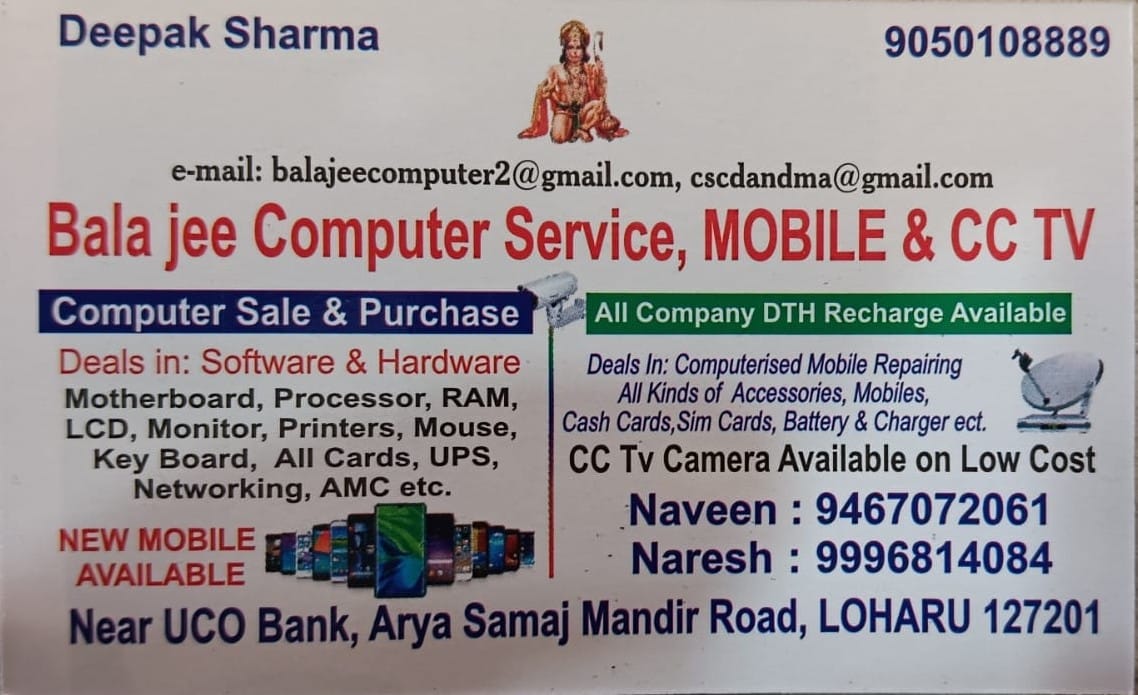 Deepak Sharma
9050108889
e-mail: balajeecomputer2@gmail.com, cscdandma@gmail.com
Bala jee Computer Service, MOBILE & CC TV
Computer Sale & Purchase
Deals in: Software & Hardware
Motherboard, Processor, RAM,
LCD, Monitor, Printers, Mouse,
Key Board, All Cards, UPS,
Networking, AMC etc.
NEW MOBILE
AVAILABLE
All Company DTH Recharge Available
Deals In: Computerised Mobile Repairing
All Kinds of Accessories, Mobiles,
Cash Cards,Sim Cards, Battery & Charger ect.
CC Tv Camera Available on Low Cost
Naveen : 9467072061
Naresh : 9996814084
Near UCO Bank, Arya Samaj Mandir Road, LOHARU 127201